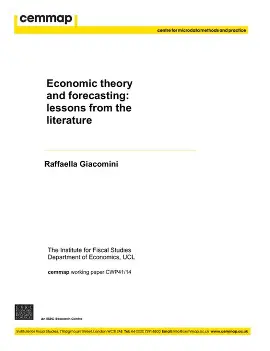 cemmap
centre for microdata methods and practice
Economic theory
and forecasting:
lessons from the
literature
Raffaella Giacomini
The Institute for Fiscal Studies
Department of Economics, UCL
cemmap working paper CWP41/14
An ESRC Research Centre